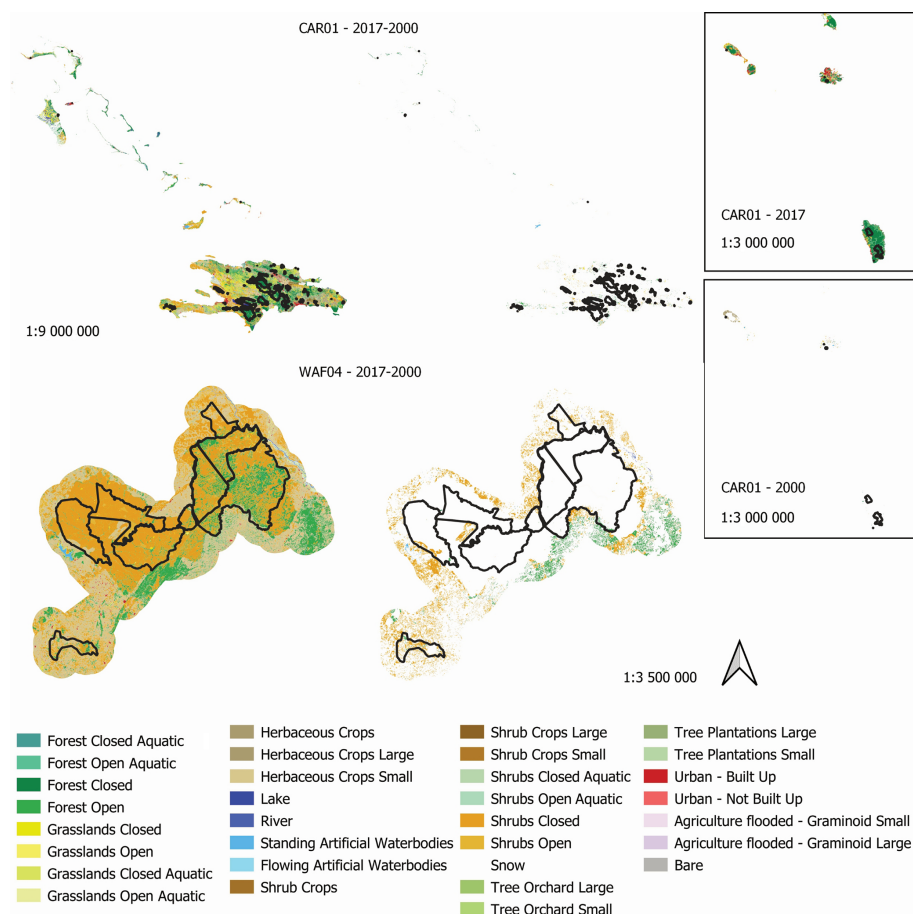 CAR01 - 2017-2000
1:9 000 000
CAR01 - 2017
1:3 000 000
CAR01 - 2000
1:3 000 000
WAF04 - 2017-2000
1:3 500 000
Forest Closed Aquatic
Forest Open Aquatic
Forest Closed
Forest Open
Grasslands Closed
Grasslands Open
Grasslands Closed Aquatic
Grasslands Open Aquatic
Herbaceous Crops
Herbaceous Crops Large
Herbaceous Crops Small
Lake
River
Standing Artificial Waterbodies
Flowing Artificial Waterbodies
Shrub Crops
Shrub Crops Large
Shrub Crops Small
Shrubs Closed Aquatic
Shrubs Open Aquatic
Shrubs Closed
Shrubs Open
Snow
Tree Orchard Large
Tree Orchard Small
Tree Plantations Large
Tree Plantations Small
Urban - Built Up
Urban - Not Built Up
Agriculture flooded - Graminoid Small
Agriculture flooded - Graminoid Large
Bare